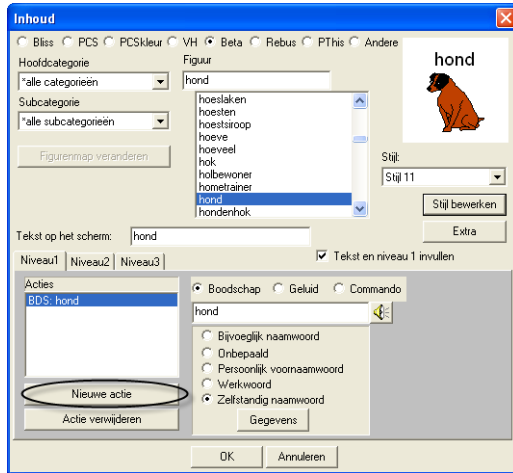 Inhoud
Bliss PCS PCSkleur VH Beta Rebus PThis Andere
Hoofdcategorie
*alle categorieën
Subcategorie
*alle subcategorieën
Figurenmap veranderen
Figuur
hond
hoeslaken
hoesten
hoestsiroop
hoeve
hoeveel
hok
holbewoner
hometrainer
hond
hondenhok
hond
Stijl:
Stijl 11
Stijl bewerken
Extra
Tekst op het scherm: hond
Tekst en niveau 1 invullen
Niveau1 Niveau2 Niveau3
Acties
BDS: hond
Nieuwe actie
Actie verwijderen
Boodschap Geluid Commando
hond
Bijvoeglijk naamwoord
Onbepaald
Persoonlijk voornaamwoord
Werkwoord
Zelfstandig naamwoord
Gegevens
OK Annuleren